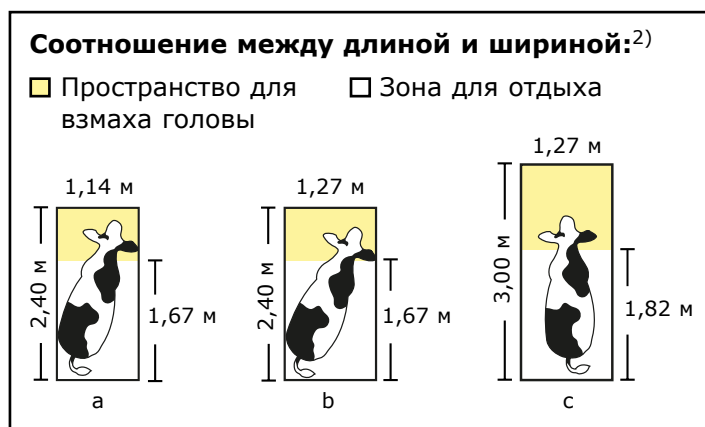 Соотношение между длиной и шириной:2)
Пространство для взмаха головы
Зона для отдыха
1,14 м
2,40 м
1,67 м
a
1,27 м
2,40 м
1,67 м
b
1,27 м
3,00 м
1,82 м
c